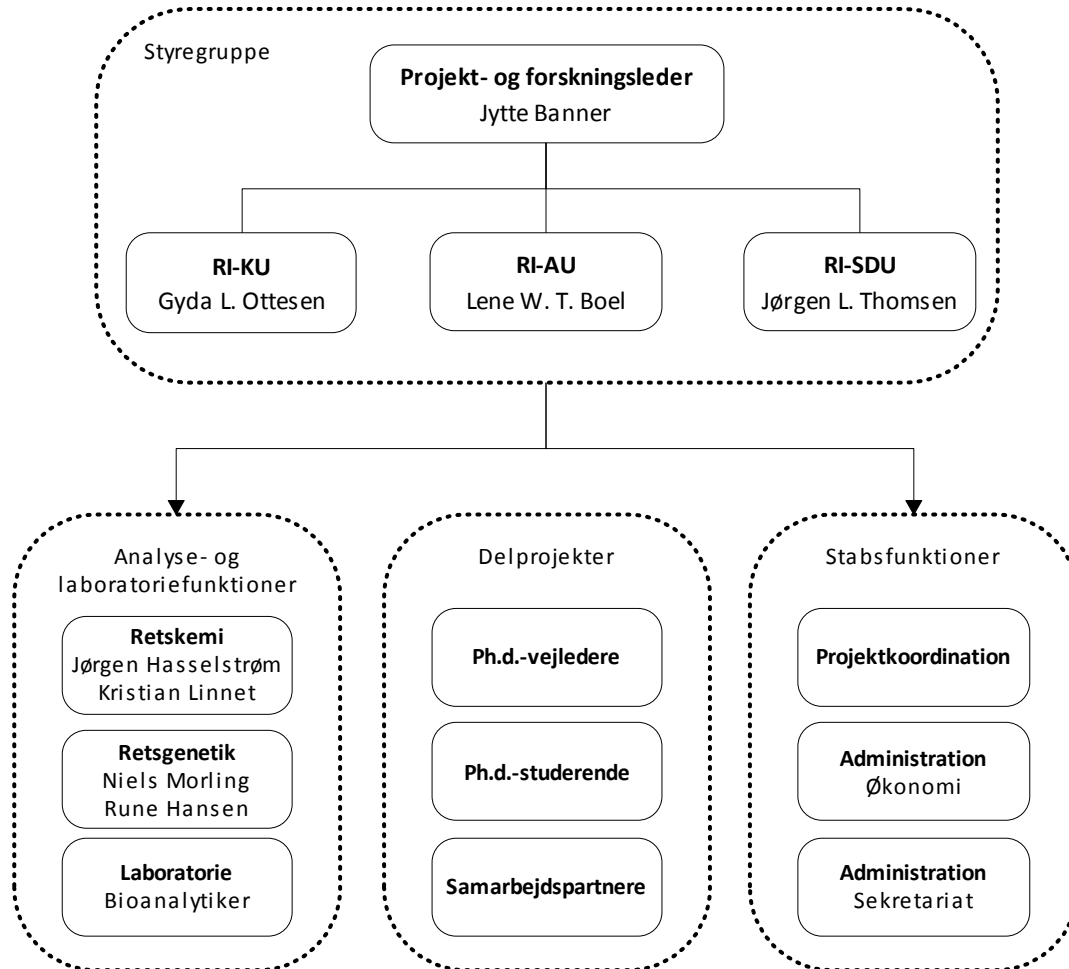 Styregruppe
Projekt- og forskningsleder
Jytte Banner
RI-KU
Gyda L. Ottesen
RI-AU
Lene W. T. Boel
RI-SDU
Jørgen L. Thomsen
Analyse- og
laboratoriefunktioner
Retskemi
Jørgen Hasselstrøm
Kristian Linnet
Retsgenetik
Niels Morling
Rune Hansen
Laboratorie
Bioanalytiker
Delprojekter
Ph.d.-vejledere
Ph.d.-studerende
Samarbejdspartnere
Stabsfunktioner
Projektkoordination
Administration
Økonomi
Administration
Sekretariat